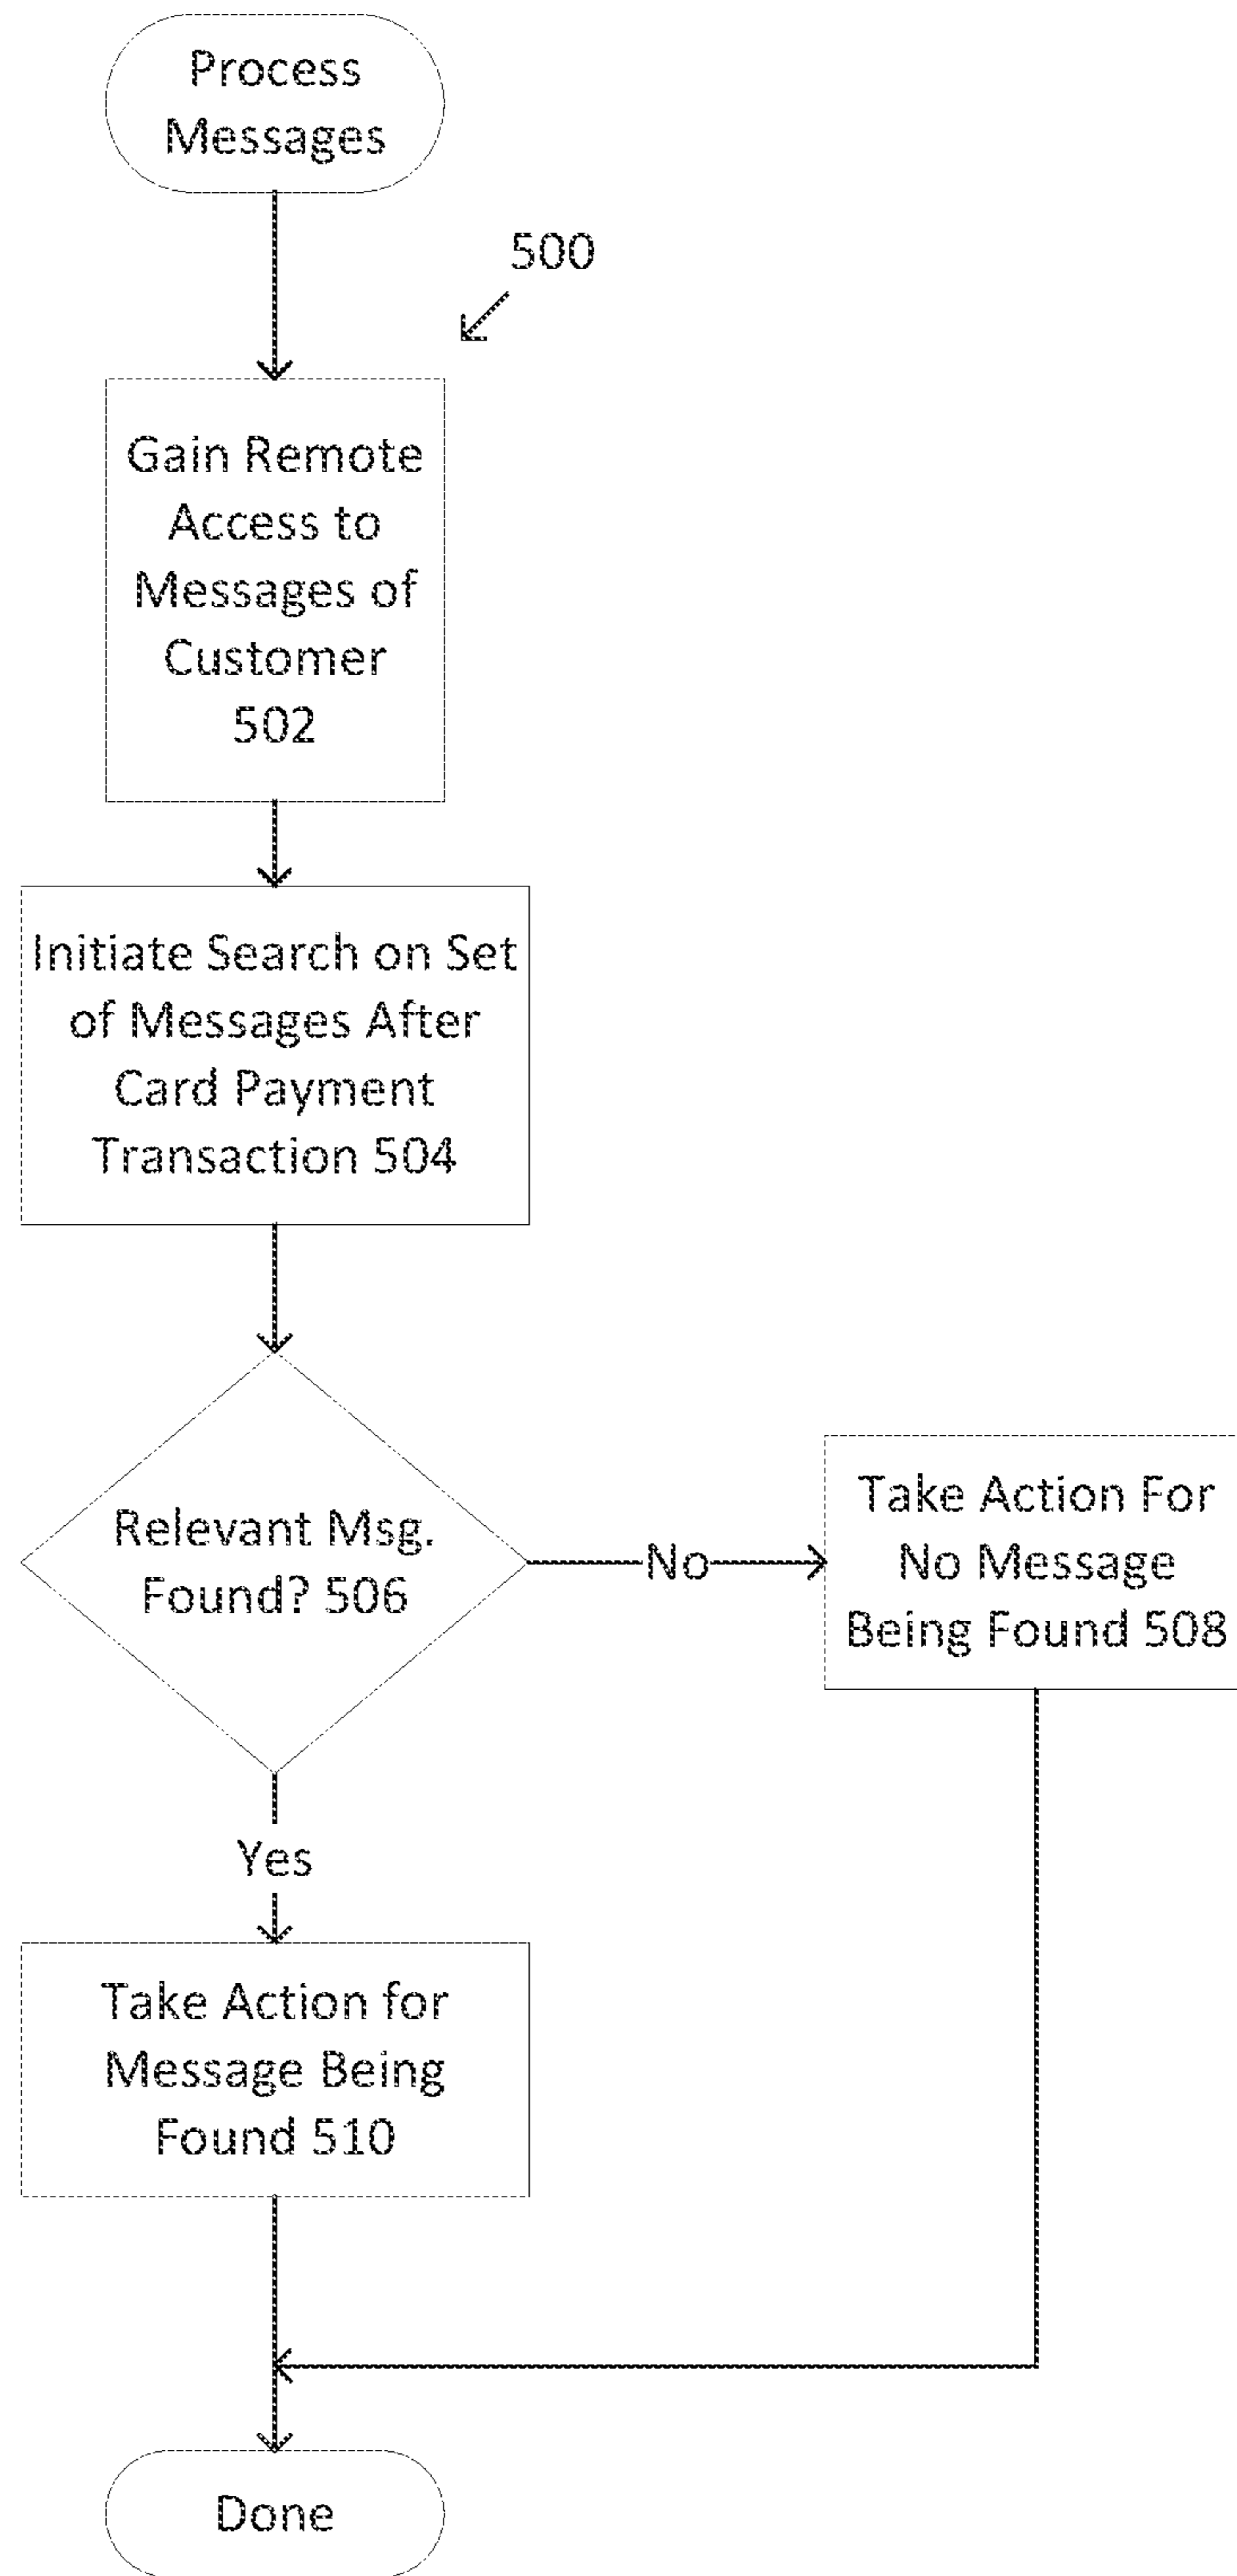 Process
Messages
500
Gain Remote
Access to
Messages of
Customer
502
Initiate Search on Set
of Messages After
Card Payment
Transaction 504
Relevant Msg.
Found? 506
No
Take Action For
No Message
Being Found 508
Yes
Take Action for
Message Being
Found 510
Done